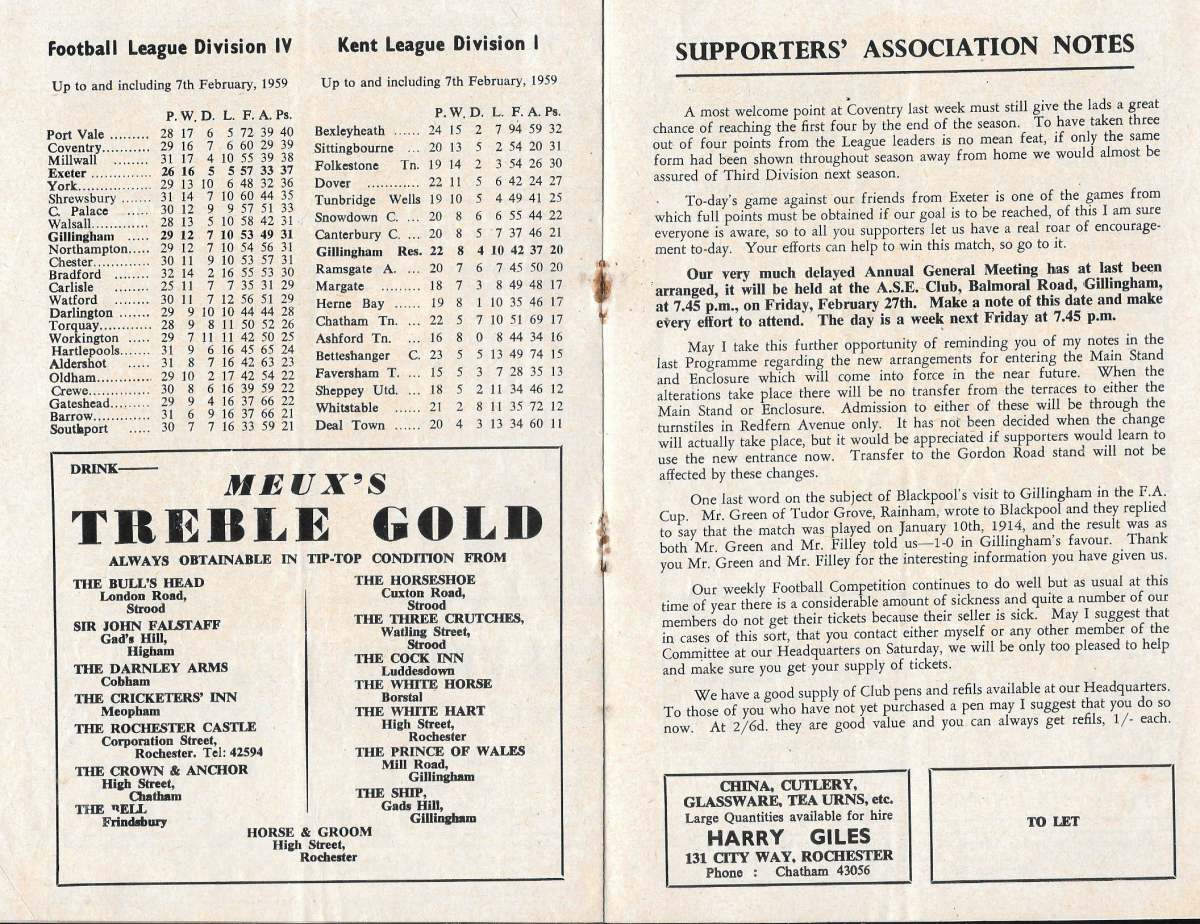 Football League Division IV
Up to and including 7th February, 1959
P. W. D. L. F. A. Ps.
Port Vale ......... 28 17 6 5 72 39 40
Coventry............ 29 16 7 6 60 29 39
Millwall ........ 31 17 4 10 55 39 38
Exeter ............. 26 16 5 5 57 33 37
York................. 29 13 10 6 48 32 36
Shrewsbury ....... 31 14 7 10 60 44 35
C. Palace ..... 30 12 9 9 57 51 33
Walsall.............. 28 13 5 10 58 42 31
Gillingham ..... 29 12 7 10 53 49 31
Northampton..... 29 12 7 10 54 56 31
Chester............. 30 11 9 10 53 57 31
Bradford ........ 32 14 2 16 55 53 30
Carlisle ........ 25 11 7 7 35 31 29
Watford ........ 30 11 7 12 56 51 29
Darlington ....... 29 9 10 10 44 44 28
Torquay............ 28 9 8 11 50 52 26
Workington ..... 29 7 11 11 42 50 25
Hartlepools....... 31 9 6 16 45 65 24
Aldershot ..... 31 8 7 16 42 63 23
Oldham............. 29 10 2 17 42 54 22
Crewe............... 30 8 6 16 39 59 22
Gateshead......... 29 9 4 16 37 66 22
Barrow.............. 31 6 9 16 37 66 21
Southport ..... 30 7 7 16 33 59 21
Kent League Division I
Up to and including 7th February, 1959
P. W. D. L. F. A. Ps.
Bexleyheath ...... 24 15 2 7 94 59 32
Sittingbourne ... 20 13 5 2 54 20 31
Folkestone Tn. 19 14 2 3 54 26 30
Dover ............ 22 11 5 6 42 24 27
Tunbridge Wells 19 10 5 4 49 41 25
Snowdown C. ... 20 8 6 6 55 44 22
Canterbury C. ... 20 8 5 7 37 46 21
Gillingham Res. 22 8 4 10 42 37 20
Ramsgate A. ... 20 7 6 7 45 50 20
Margate ......... 18 7 3 8 49 48 17
Herne Bay ...... 19 8 1 10 35 46 17
Chatham Tn. ... 22 5 7 10 51 69 17
Ashford Tn. ... 16 8 0 8 44 34 16
Betteshanger C. 23 5 5 13 49 74 15
Faversham T. ... 15 5 3 7 28 35 13
Sheppey Utd. ... 18 5 2 11 34 46 12
Whitstable ...... 21 2 8 11 35 72 12
Deal Town ...... 20 4 3 13 34 60 11
DRINK——
MEUX'S
TREBLE GOLD
ALWAYS OBTAINABLE IN TIP-TOP CONDITION FROM
THE BULL'S HEAD
London Road,
Strood
SIR JOHN FALSTAFF
Gad's Hill,
Higham
THE DARNLEY ARMS
Cobham
THE CRICKETERS' INN
Meopham
THE ROCHESTER CASTLE
Corporation Street,
Rochester. Tel: 42594
THE CROWN & ANCHOR
High Street,
Chatham
THE BELL
Frindsbury
THE HORSESHOE
Cuxton Road,
Strood
THE THREE CRUTCHES,
Watling Street,
Strood
THE COCK INN
Luddesdown
THE WHITE HORSE
Borstal
THE WHITE HART
High Street,
Rochester
THE PRINCE OF WALES
Mill Road,
Gillingham
THE SHIP,
Gads Hill,
Gillingham
HORSE & GROOM
High Street,
Rochester
SUPPORTERS' ASSOCIATION NOTES
A most welcome point at Coventry last week must still give the lads a great
chance of reaching the first four by the end of the season. To have taken three
out of four points from the League leaders is no mean feat, if only the same
form had been shown throughout season away from home we would almost be
assured of Third Division next season.
To-day's game against our friends from Exeter is one of the games from
which full points must be obtained if our goal is to be reached, of this I am sure
everyone is aware, so to all you supporters let us have a real roar of encourage-
ment to-day. Your efforts can help to win this match, so go to it.
Our very much delayed Annual General Meeting has at last been
arranged, it will be held at the A.S.E. Club, Balmoral Road, Gillingham,
at 7.45 p.m., on Friday, February 27th. Make a note of this date and make
every effort to attend. The day is a week next Friday at 7.45 p.m.
May I take this further opportunity of reminding you of my notes in the
last Programme regarding the new arrangements for entering the Main Stand
and Enclosure which will come into force in the near future. When the
alterations take place there will be no transfer from the terraces to either the
Main Stand or Enclosure. Admission to either of these will be through the
turnstiles in Redfern Avenue only. It has not been decided when the change
will actually take place, but it would be appreciated if supporters would learn to
use the new entrance now. Transfer to the Gordon Road stand will not be
affected by these changes.
One last word on the subject of Blackpool's visit to Gillingham in the F.A.
Cup. Mr. Green of Tudor Grove, Rainham, wrote to Blackpool and they replied
to say that the match was played on January 10th, 1914, and the result was as
both Mr. Green and Mr. Filley told us—1-0 in Gillingham's favour. Thank
you Mr. Green and Mr. Filley for the interesting information you have given us.
Our weekly Football Competition continues to do well but as usual at this
time of year there is a considerable amount of sickness and quite a number of our
members do not get their tickets because their seller is sick. May I suggest that
in cases of this sort, that you contact either myself or any other member of the
Committee at our Headquarters on Saturday, we will be only too pleased to help
and make sure you get your supply of tickets.
We have a good supply of Club pens and refils available at our Headquarters.
To those of you who have not yet purchased a pen may I suggest that you do so
now. At 2/6d. they are good value and you can always get refils, 1/- each.
CHINA, CUTLERY,
GLASSWARE, TEA URNS, etc.
Large Quantities available for hire
HARRY GILES
131 CITY WAY, ROCHESTER
Phone : Chatham 43056
TO LET